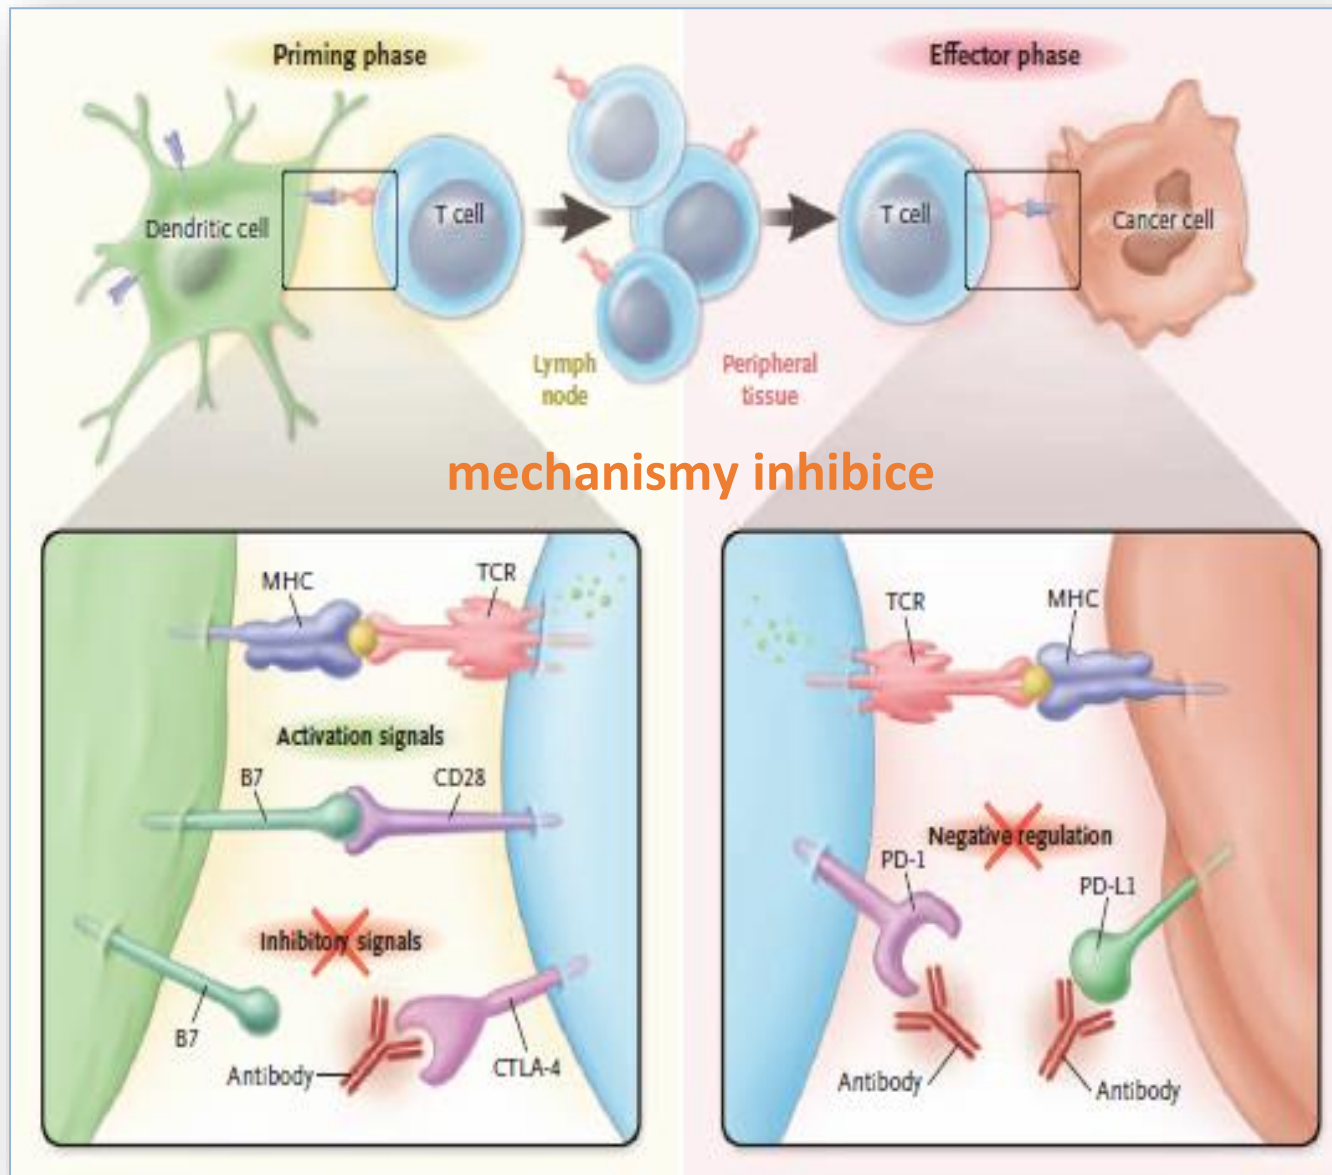 Priming phase
Effector phase
Dendritic cell
T cell
T cell
Cancer cell
Lymph
node
Peripheral
tissue
mechanismy inhibice
MHC
TCR
Activation signals
B7
CD28
Inhibitory signals
B7
Antibody
CTLA-4
TCR
MHC
Negative regulation
PD-1
PD-L1
Antibody
Antibody